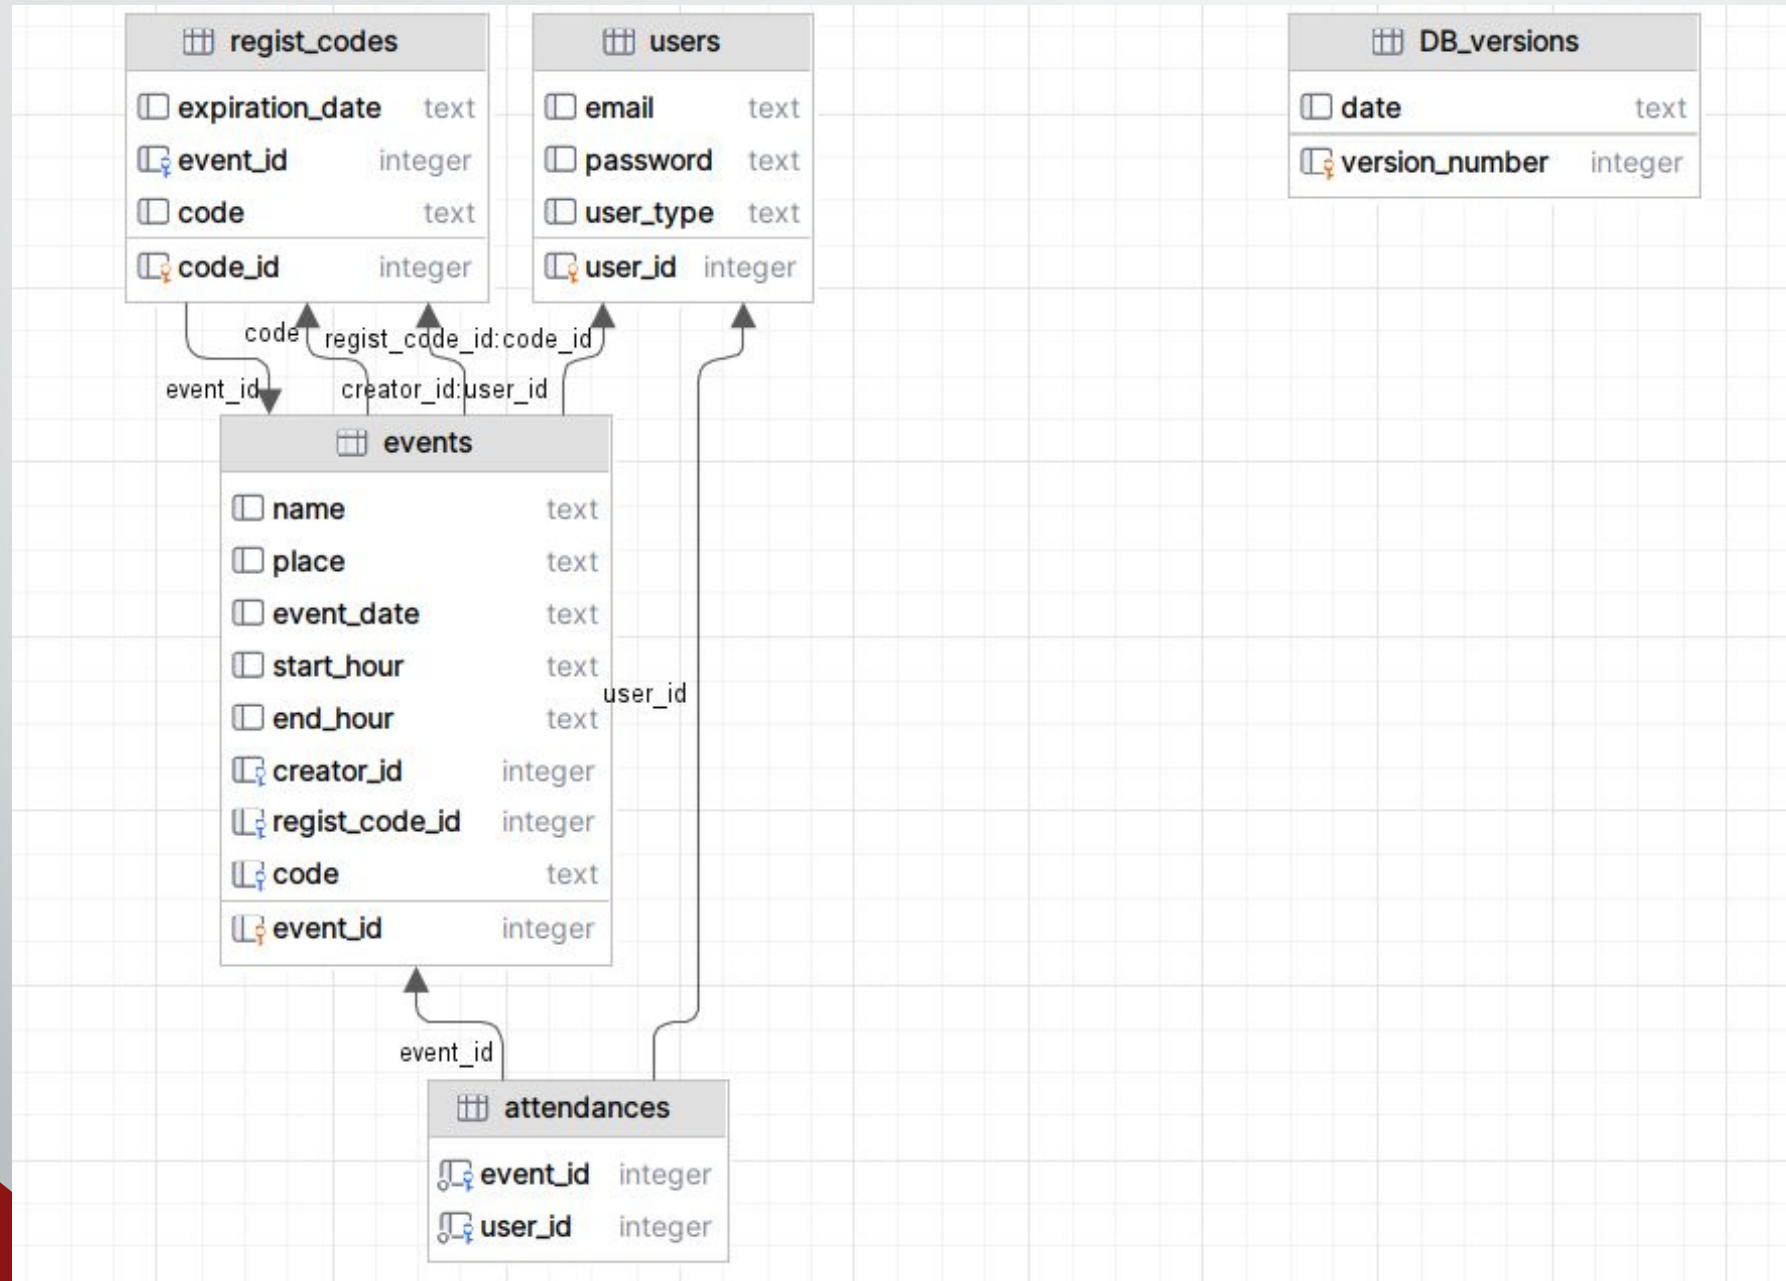 regist_codes
expiration_date text
event_id integer
code text
code_id integer
users
email text
password text
user_type text
user_id integer
DB_versions
date text
version_number integer
code
regist_code_id:code_id
event_id
creator_id:user_id
events
name text
place text
event_date text
start_hour text
end_hour text
creator_id integer
regist_code_id integer
code text
event_id integer
user_id
event_id
attendances
event_id integer
user_id integer